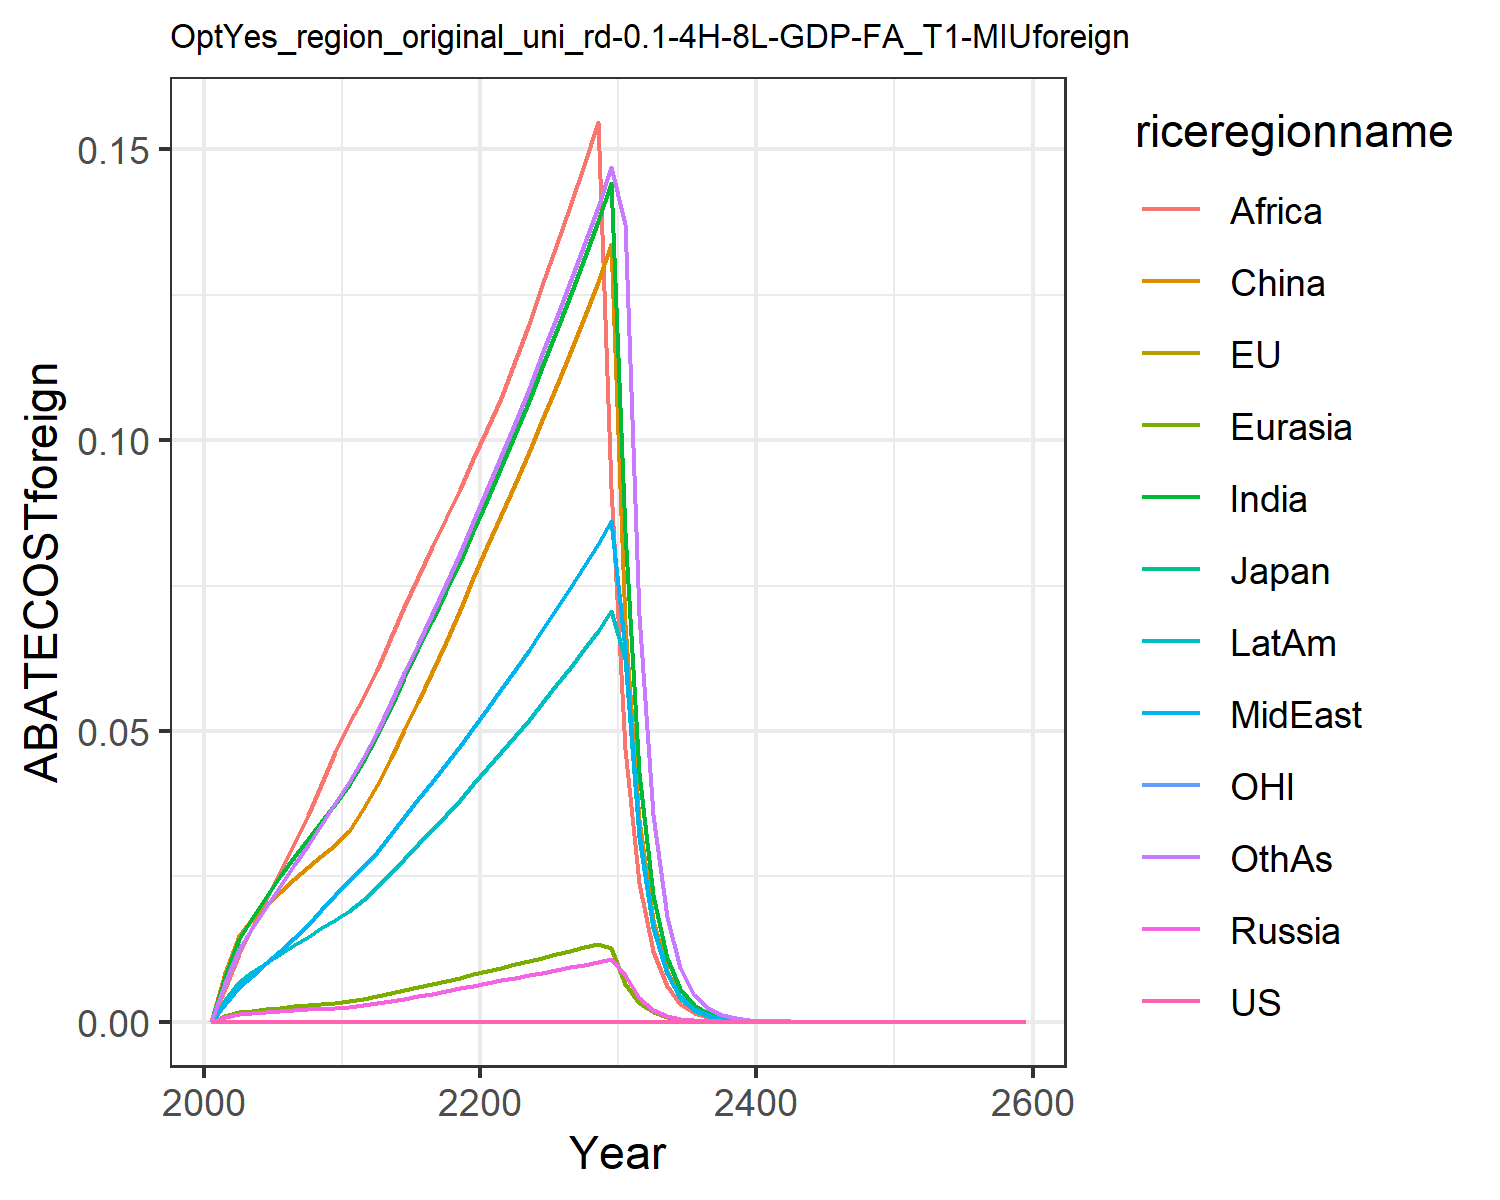 OptYes_region_original_uni_rd-0.1-4H-8L-GDP-FA_T1-MIUforeign
0.15
0.10
0.05
0.00
ABATECOSTforeign
2000 2200 2400 2600
Year
riceregionname
Africa
China
EU
Eurasia
India
Japan
LatAm
MidEast
OHI
OthAs
Russia
US